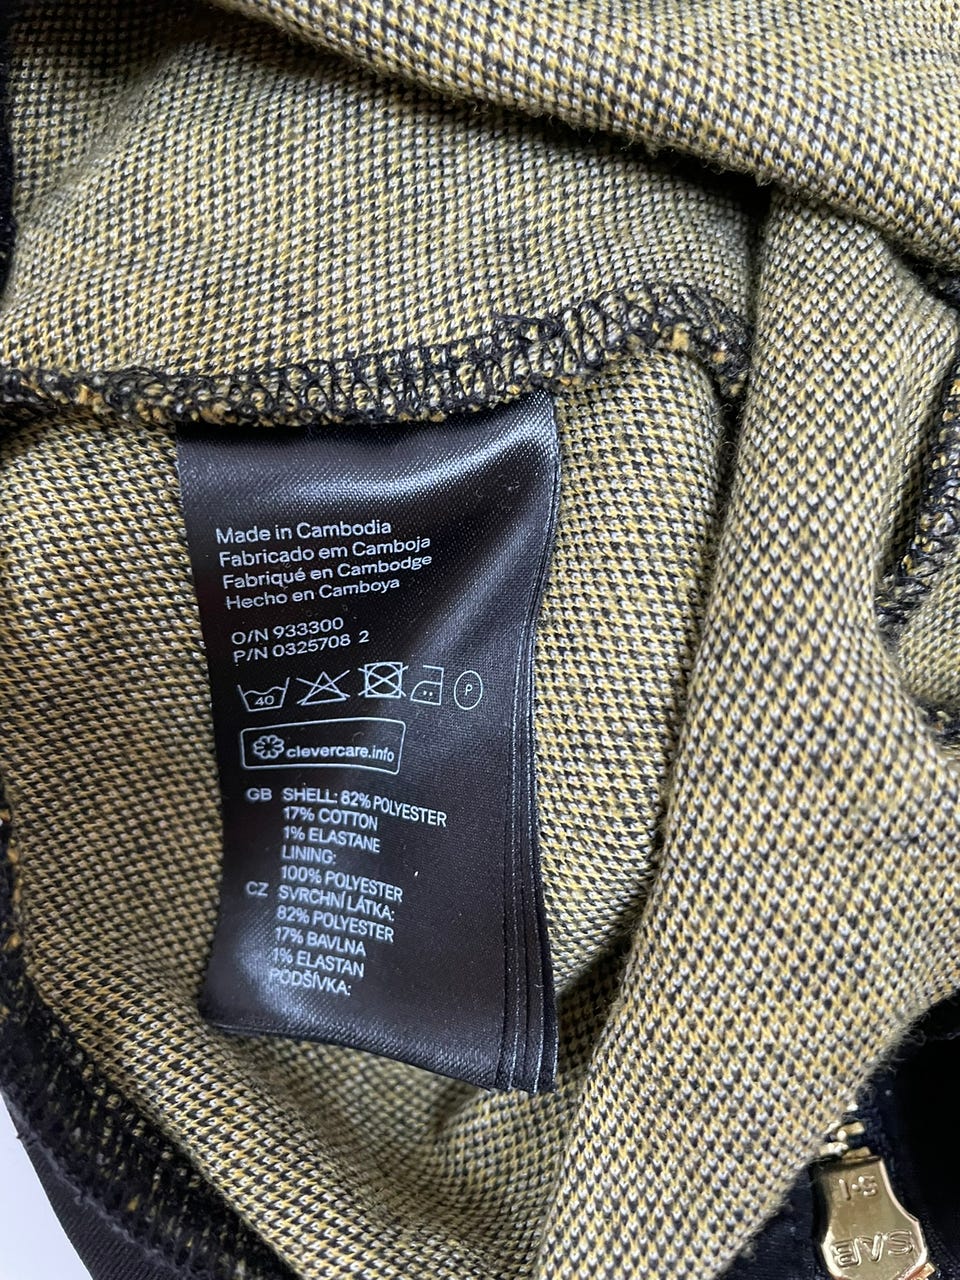 Made in Cambodia
Fabricado em Camboja
Fabriqué en Cambodge
Hecho en Camboya
O/N 933300
P/N 0325708 2
40 P
clevercare.info
GB SHELL: 82% POLYESTER
17% COTTON
1% ELASTANE
LINING:
100% POLYESTER
CZ SVRCHNÍ LÁTKA:
82% POLYESTER
17% BAVLNA
1% ELASTAN
PODŠÍVKA: